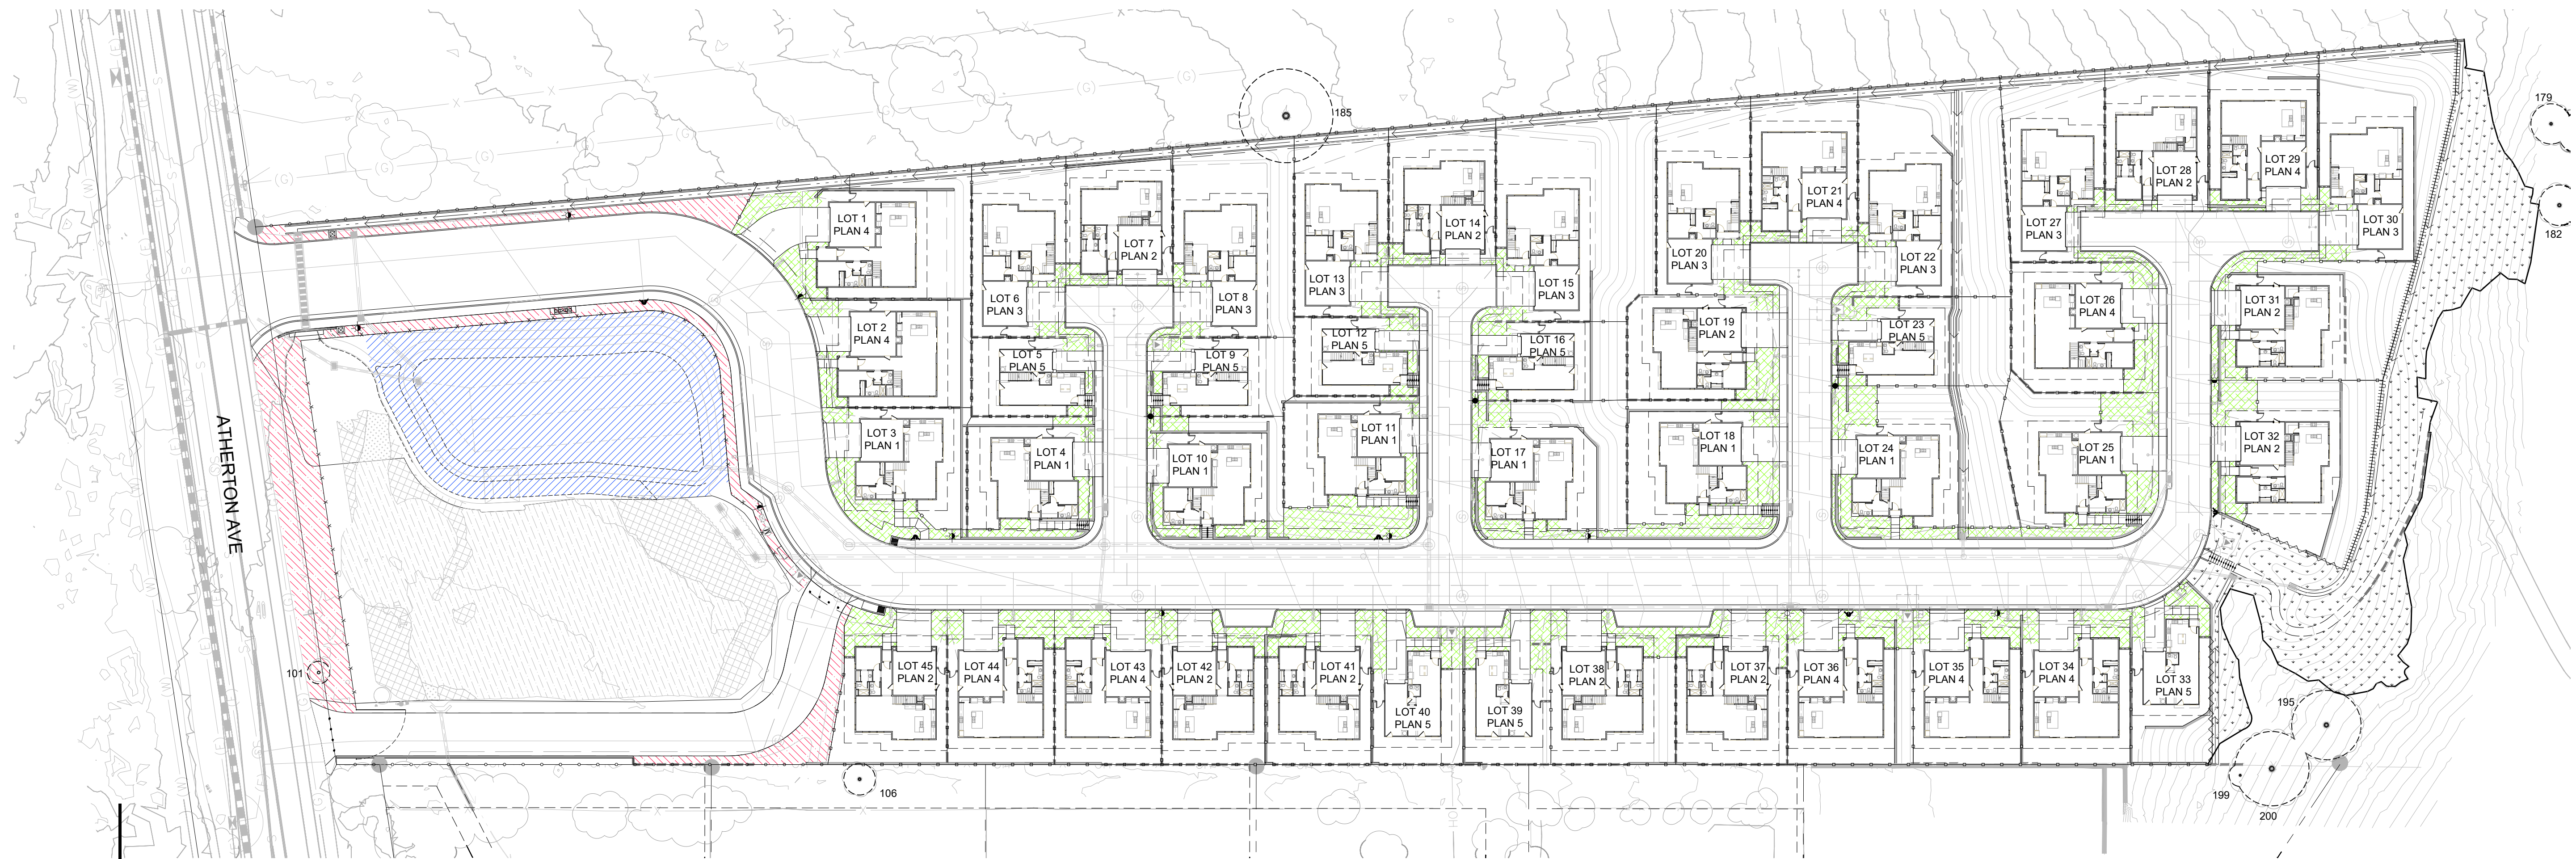 179
185
182
LOT 29
PLAN 4
LOT 28
PLAN 2
LOT 21
PLAN 4
LOT 1
PLAN 4
LOT 7
PLAN 2
LOT 14
PLAN 2
LOT 27
PLAN 3
LOT 30
PLAN 3
LOT 6
PLAN 3
LOT 8
PLAN 3
LOT 13
PLAN 3
LOT 15
PLAN 3
LOT 20
PLAN 3
LOT 22
PLAN 3
LOT 2
PLAN 4
LOT 5
PLAN 5
LOT 9
PLAN 5
LOT 12
PLAN 5
LOT 16
PLAN 5
LOT 19
PLAN 2
LOT 23
PLAN 5
LOT 26
PLAN 4
LOT 31
PLAN 2
ATHERTON AVE
LOT 3
PLAN 1
LOT 4
PLAN 1
LOT 10
PLAN 1
LOT 11
PLAN 1
LOT 17
PLAN 1
LOT 18
PLAN 1
LOT 24
PLAN 1
LOT 25
PLAN 1
LOT 32
PLAN 2
101
LOT 45
PLAN 2
LOT 44
PLAN 4
LOT 43
PLAN 4
LOT 42
PLAN 2
LOT 41
PLAN 2
LOT 40
PLAN 5
LOT 39
PLAN 5
LOT 38
PLAN 2
LOT 37
PLAN 2
LOT 36
PLAN 4
LOT 35
PLAN 4
LOT 34
PLAN 4
LOT 33
PLAN 5
195
106
199
200
(G)
(G)
(G)
(G)
(G)
(G)